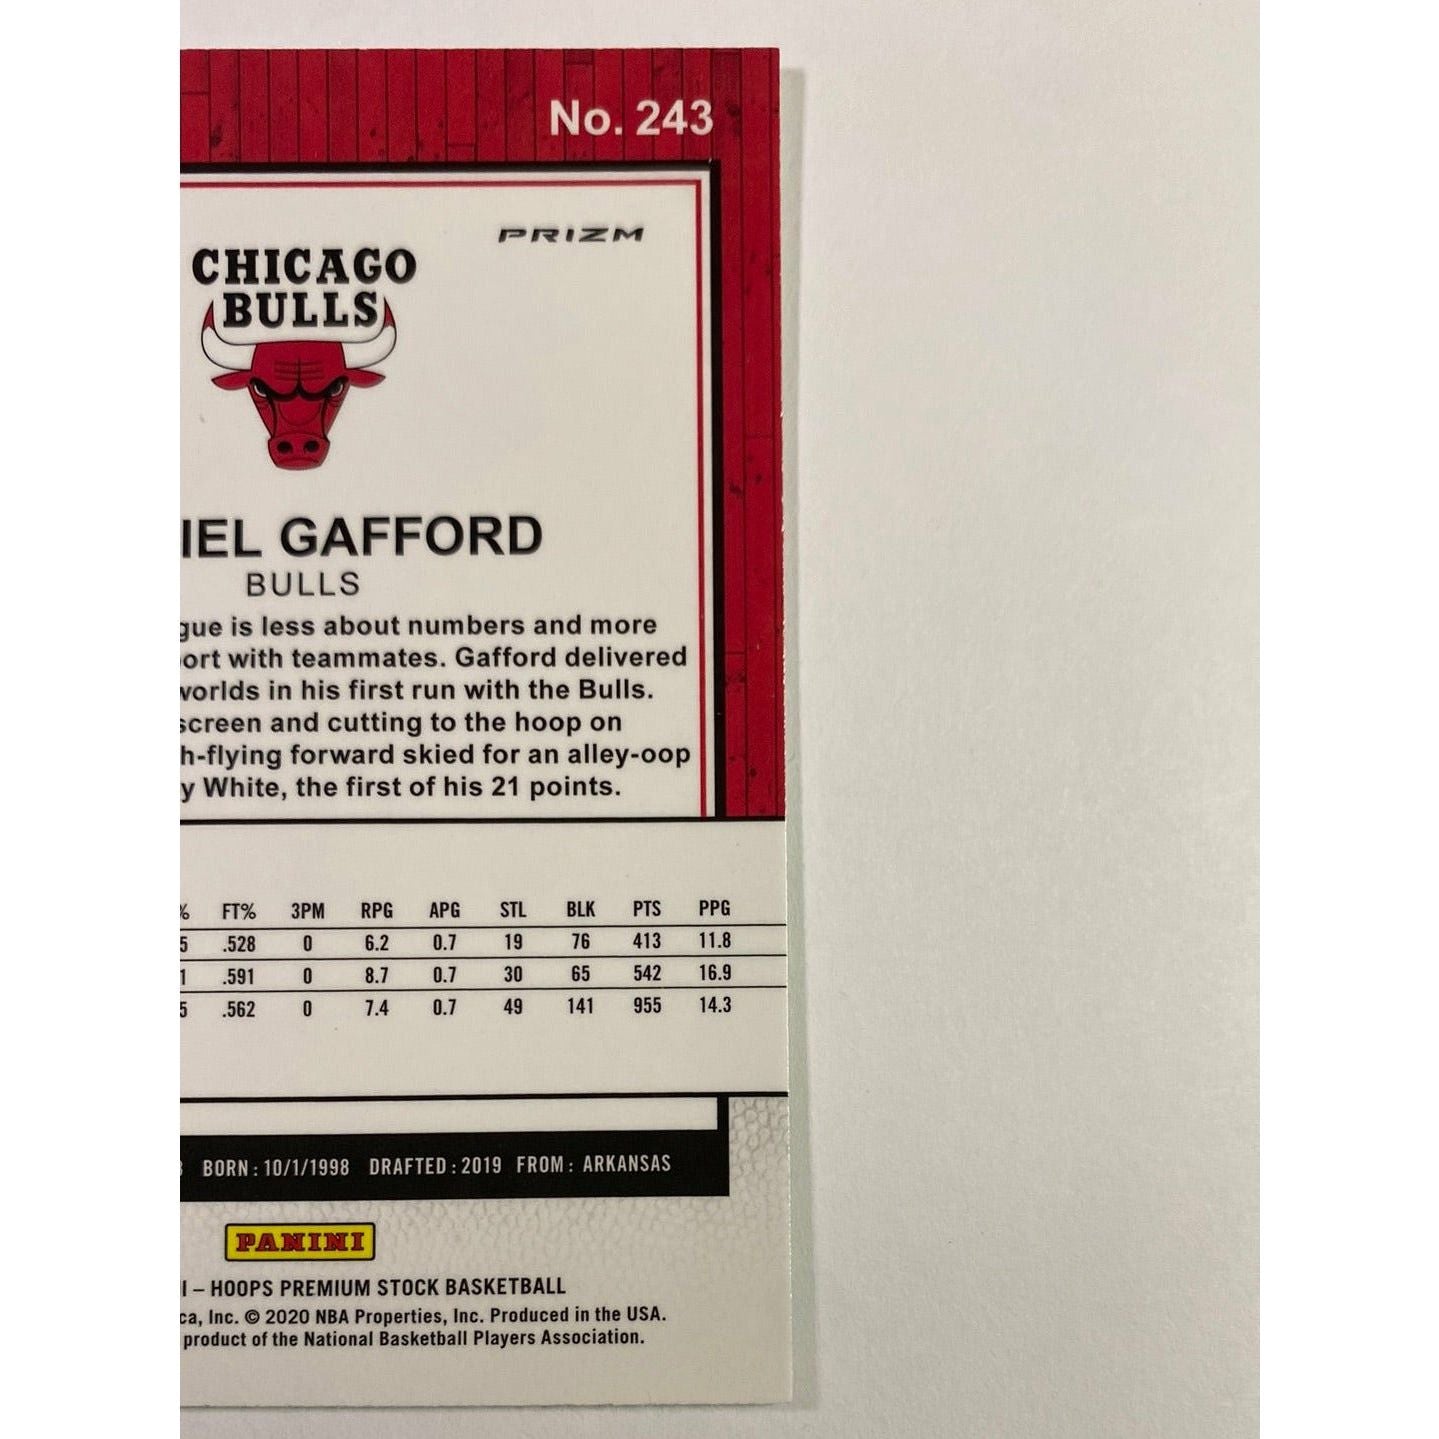 No. 243
PRIZM
CHICAGO
BULLS
IEL GAFFORD
BULLS
gue is less about numbers and more
ort with teammates. Gafford delivered
worlds in his first run with the Bulls.
screen and cutting to the hoop on
h-flying forward skied for an alley-oop
y White, the first of his 21 points.
% FT% 3PM RPG APG STL BLK PTS PPG
5 .528 0 6.2 0.7 19 76 413 11.8
1 .591 0 8.7 0.7 30 65 542 16.9
5 .562 0 7.4 0.7 49 141 955 14.3
BORN: 10/1/1998 DRAFTED: 2019 FROM: ARKANSAS
PANINI
I – HOOPS PREMIUM STOCK BASKETBALL
ca, Inc. © 2020 NBA Properties, Inc. Produced in the USA.
product of the National Basketball Players Association.